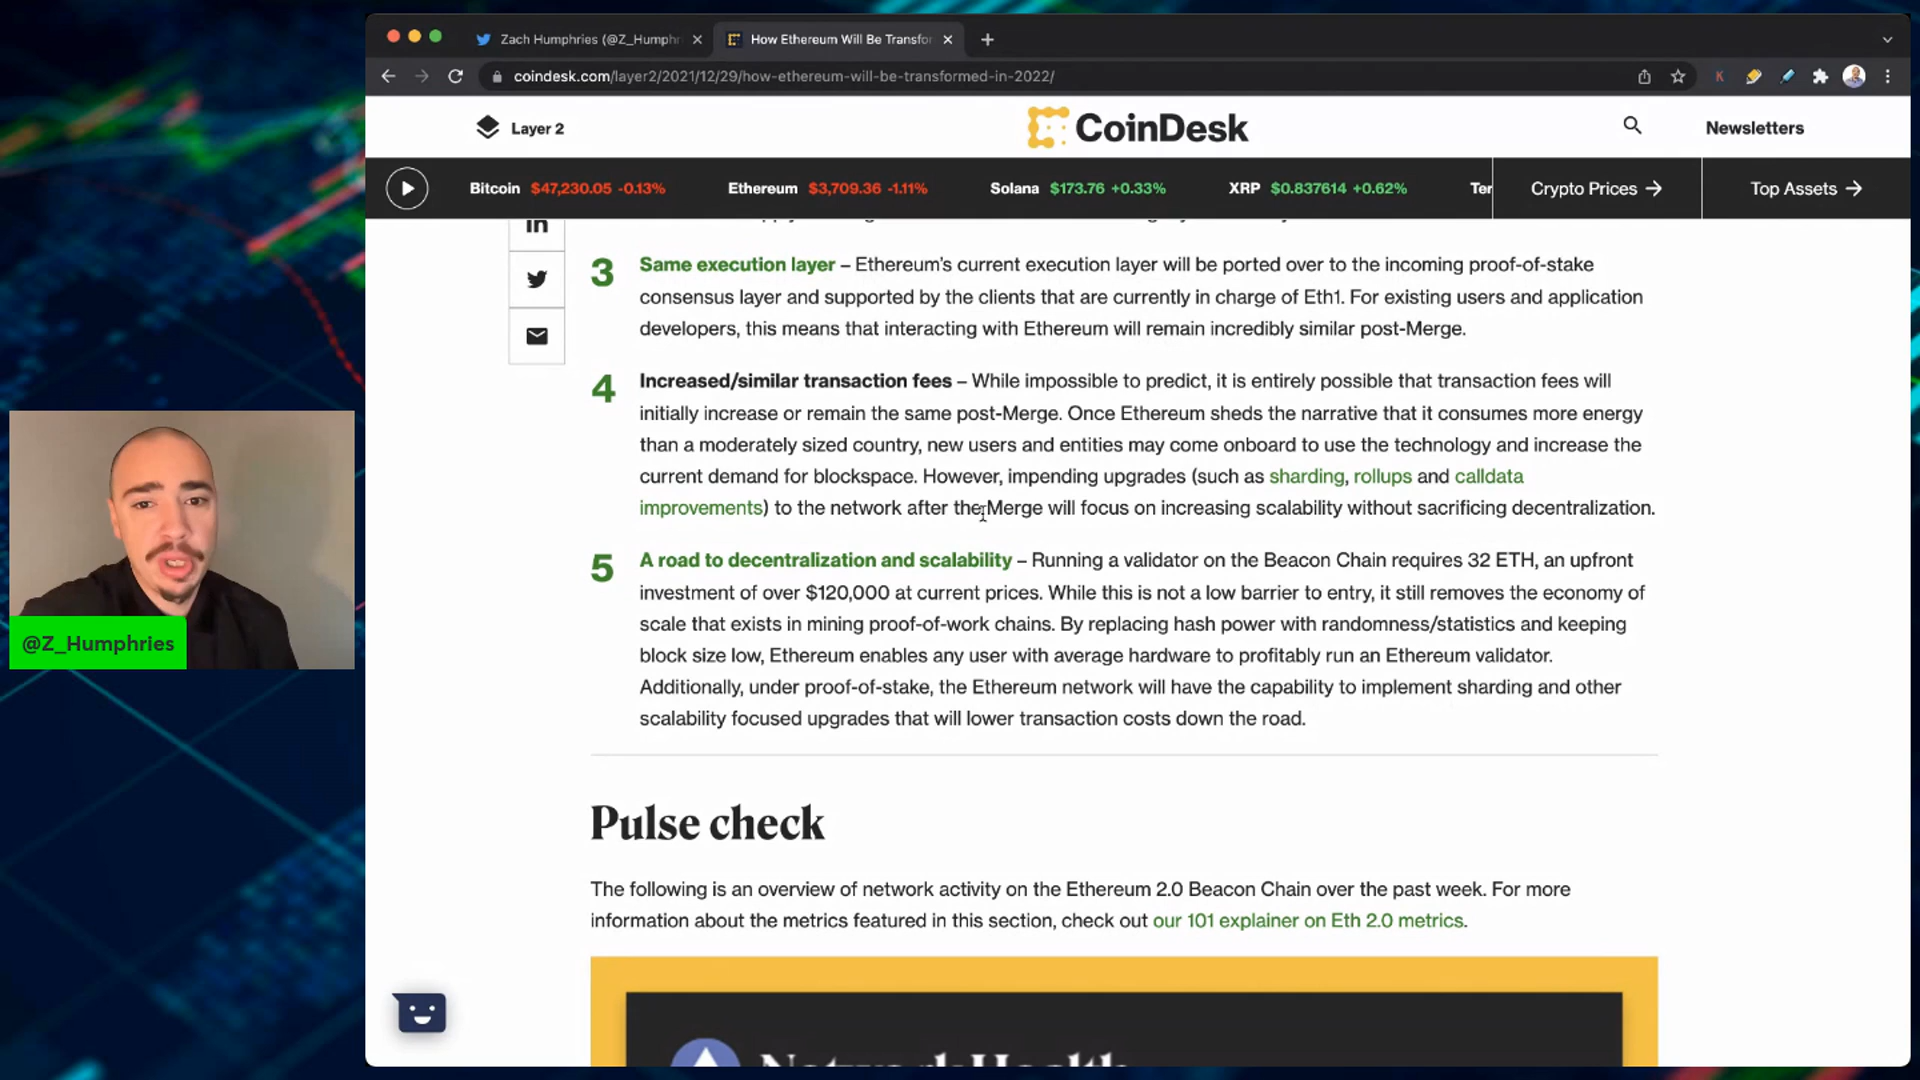 Zach Humphries (@Z_Humphr
How Ethereum Will Be Transfor
coindesk.com/layer2/2021/12/29/how-ethereum-will-be-transformed-in-2022/
Layer 2
CoinDesk
Newsletters
Bitcoin $47,230.05 -0.13%
Ethereum $3,709.36 -1.11%
Solana $173.76 +0.33%
XRP $0.837614 +0.62%
Ter
Crypto Prices →
Top Assets →
in
3 Same execution layer – Ethereum's current execution layer will be ported over to the incoming proof-of-stake
consensus layer and supported by the clients that are currently in charge of Eth1. For existing users and application
developers, this means that interacting with Ethereum will remain incredibly similar post-Merge.
4 Increased/similar transaction fees – While impossible to predict, it is entirely possible that transaction fees will
initially increase or remain the same post-Merge. Once Ethereum sheds the narrative that it consumes more energy
than a moderately sized country, new users and entities may come onboard to use the technology and increase the
current demand for blockspace. However, impending upgrades (such as sharding, rollups and calldata
improvements) to the network after the Merge will focus on increasing scalability without sacrificing decentralization.
5 A road to decentralization and scalability – Running a validator on the Beacon Chain requires 32 ETH, an upfront
investment of over $120,000 at current prices. While this is not a low barrier to entry, it still removes the economy of
scale that exists in mining proof-of-work chains. By replacing hash power with randomness/statistics and keeping
block size low, Ethereum enables any user with average hardware to profitably run an Ethereum validator.
Additionally, under proof-of-stake, the Ethereum network will have the capability to implement sharding and other
scalability focused upgrades that will lower transaction costs down the road.
@Z_Humphries
Pulse check
The following is an overview of network activity on the Ethereum 2.0 Beacon Chain over the past week. For more
information about the metrics featured in this section, check out our 101 explainer on Eth 2.0 metrics.
Network Health